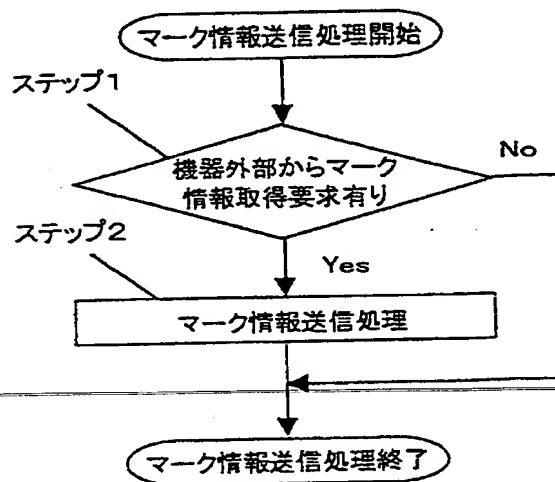 マーク情報送信処理開始
ステップ1
機器外部からマーク
情報取得要求有り
No
ステップ2
Yes
マーク情報送信処理
マーク情報送信処理終了